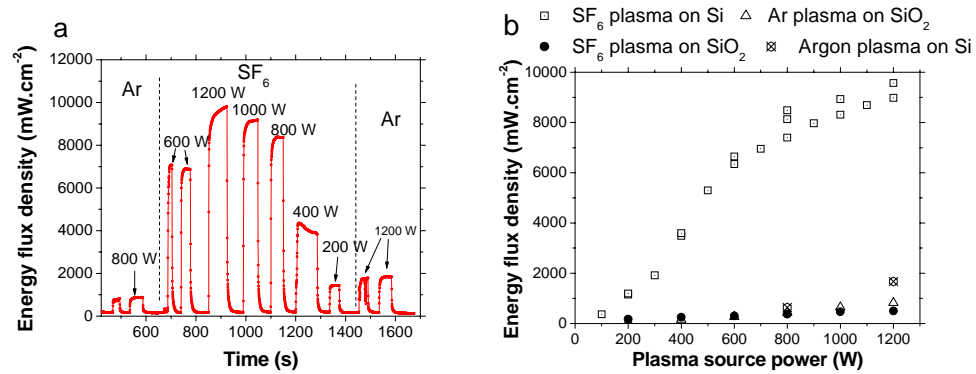 a
Energy flux density (mW.cm-2)
12000
10000
8000
6000
4000
2000
0
Ar
SF6
Ar
1200 W
1000 W
800 W
600 W
400 W
200 W
1200 W
800 W
600
800
1000
1200
1400
1600
Time (s)
b
SF6 plasma on Si
Ar plasma on SiO2
SF6 plasma on SiO2
Argon plasma on Si
Energy flux density (mW.cm-2)
10000
8000
6000
4000
2000
0
0
200
400
600
800
1000
1200
Plasma source power (W)